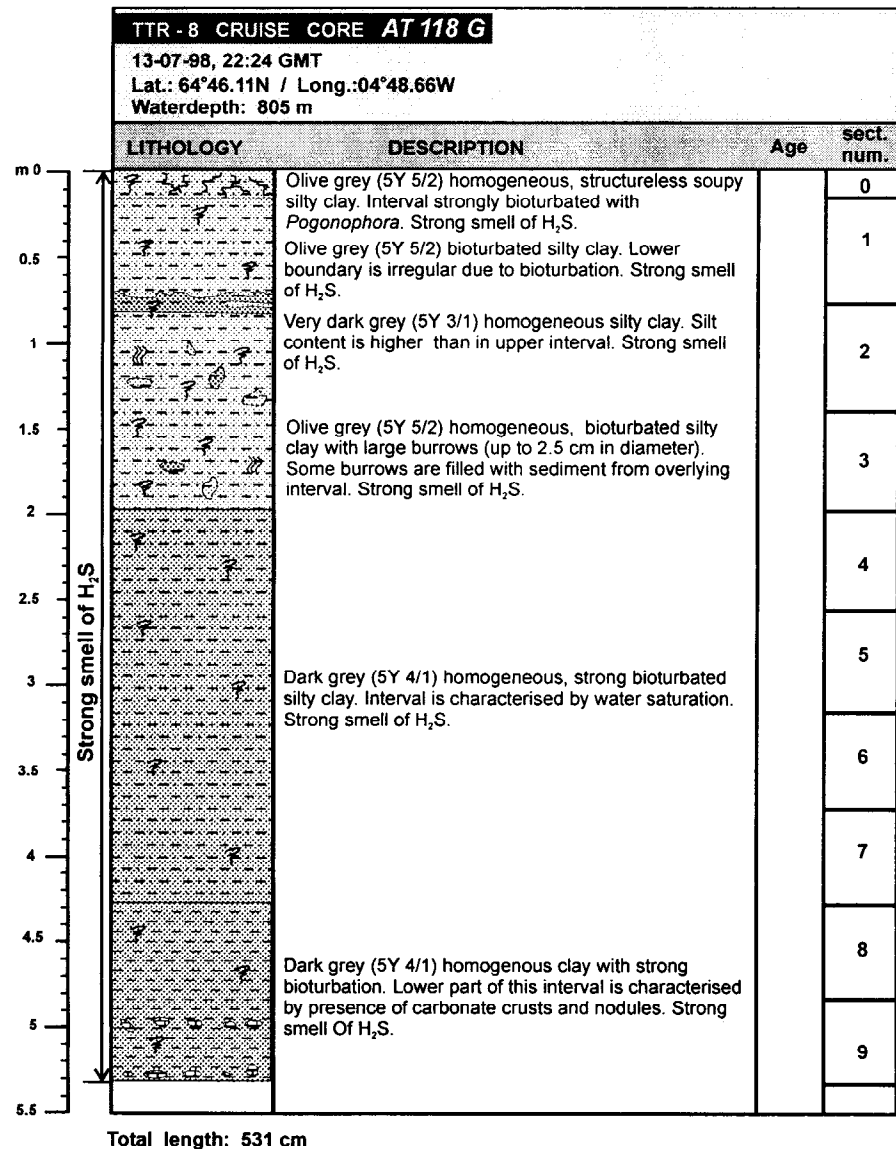 TTR - 8 CRUISE CORE AT 118 G
13-07-98, 22:24 GMT
Lat.: 64°46.11N / Long.:04°48.66W
Waterdepth: 805 m
LITHOLOGY DESCRIPTION Age sect. num.
m 0
0.5
1
1.5
2
2.5
3
3.5
4
4.5
5
5.5
Strong smell of H₂S
Olive grey (5Y 5/2) homogeneous, structureless soupy
silty clay. Interval strongly bioturbated with
Pogonophora. Strong smell of H₂S.
Olive grey (5Y 5/2) bioturbated silty clay. Lower
boundary is irregular due to bioturbation. Strong smell
of H₂S.
Very dark grey (5Y 3/1) homogeneous silty clay. Silt
content is higher than in upper interval. Strong smell
of H₂S.
Olive grey (5Y 5/2) homogeneous, bioturbated silty
clay with large burrows (up to 2.5 cm in diameter).
Some burrows are filled with sediment from overlying
interval. Strong smell of H₂S.
Dark grey (5Y 4/1) homogeneous, strong bioturbated
silty clay. Interval is characterised by water saturation.
Strong smell of H₂S.
Dark grey (5Y 4/1) homogenous clay with strong
bioturbation. Lower part of this interval is characterised
by presence of carbonate crusts and nodules. Strong
smell Of H₂S.
0
1
2
3
4
5
6
7
8
9
Total length: 531 cm